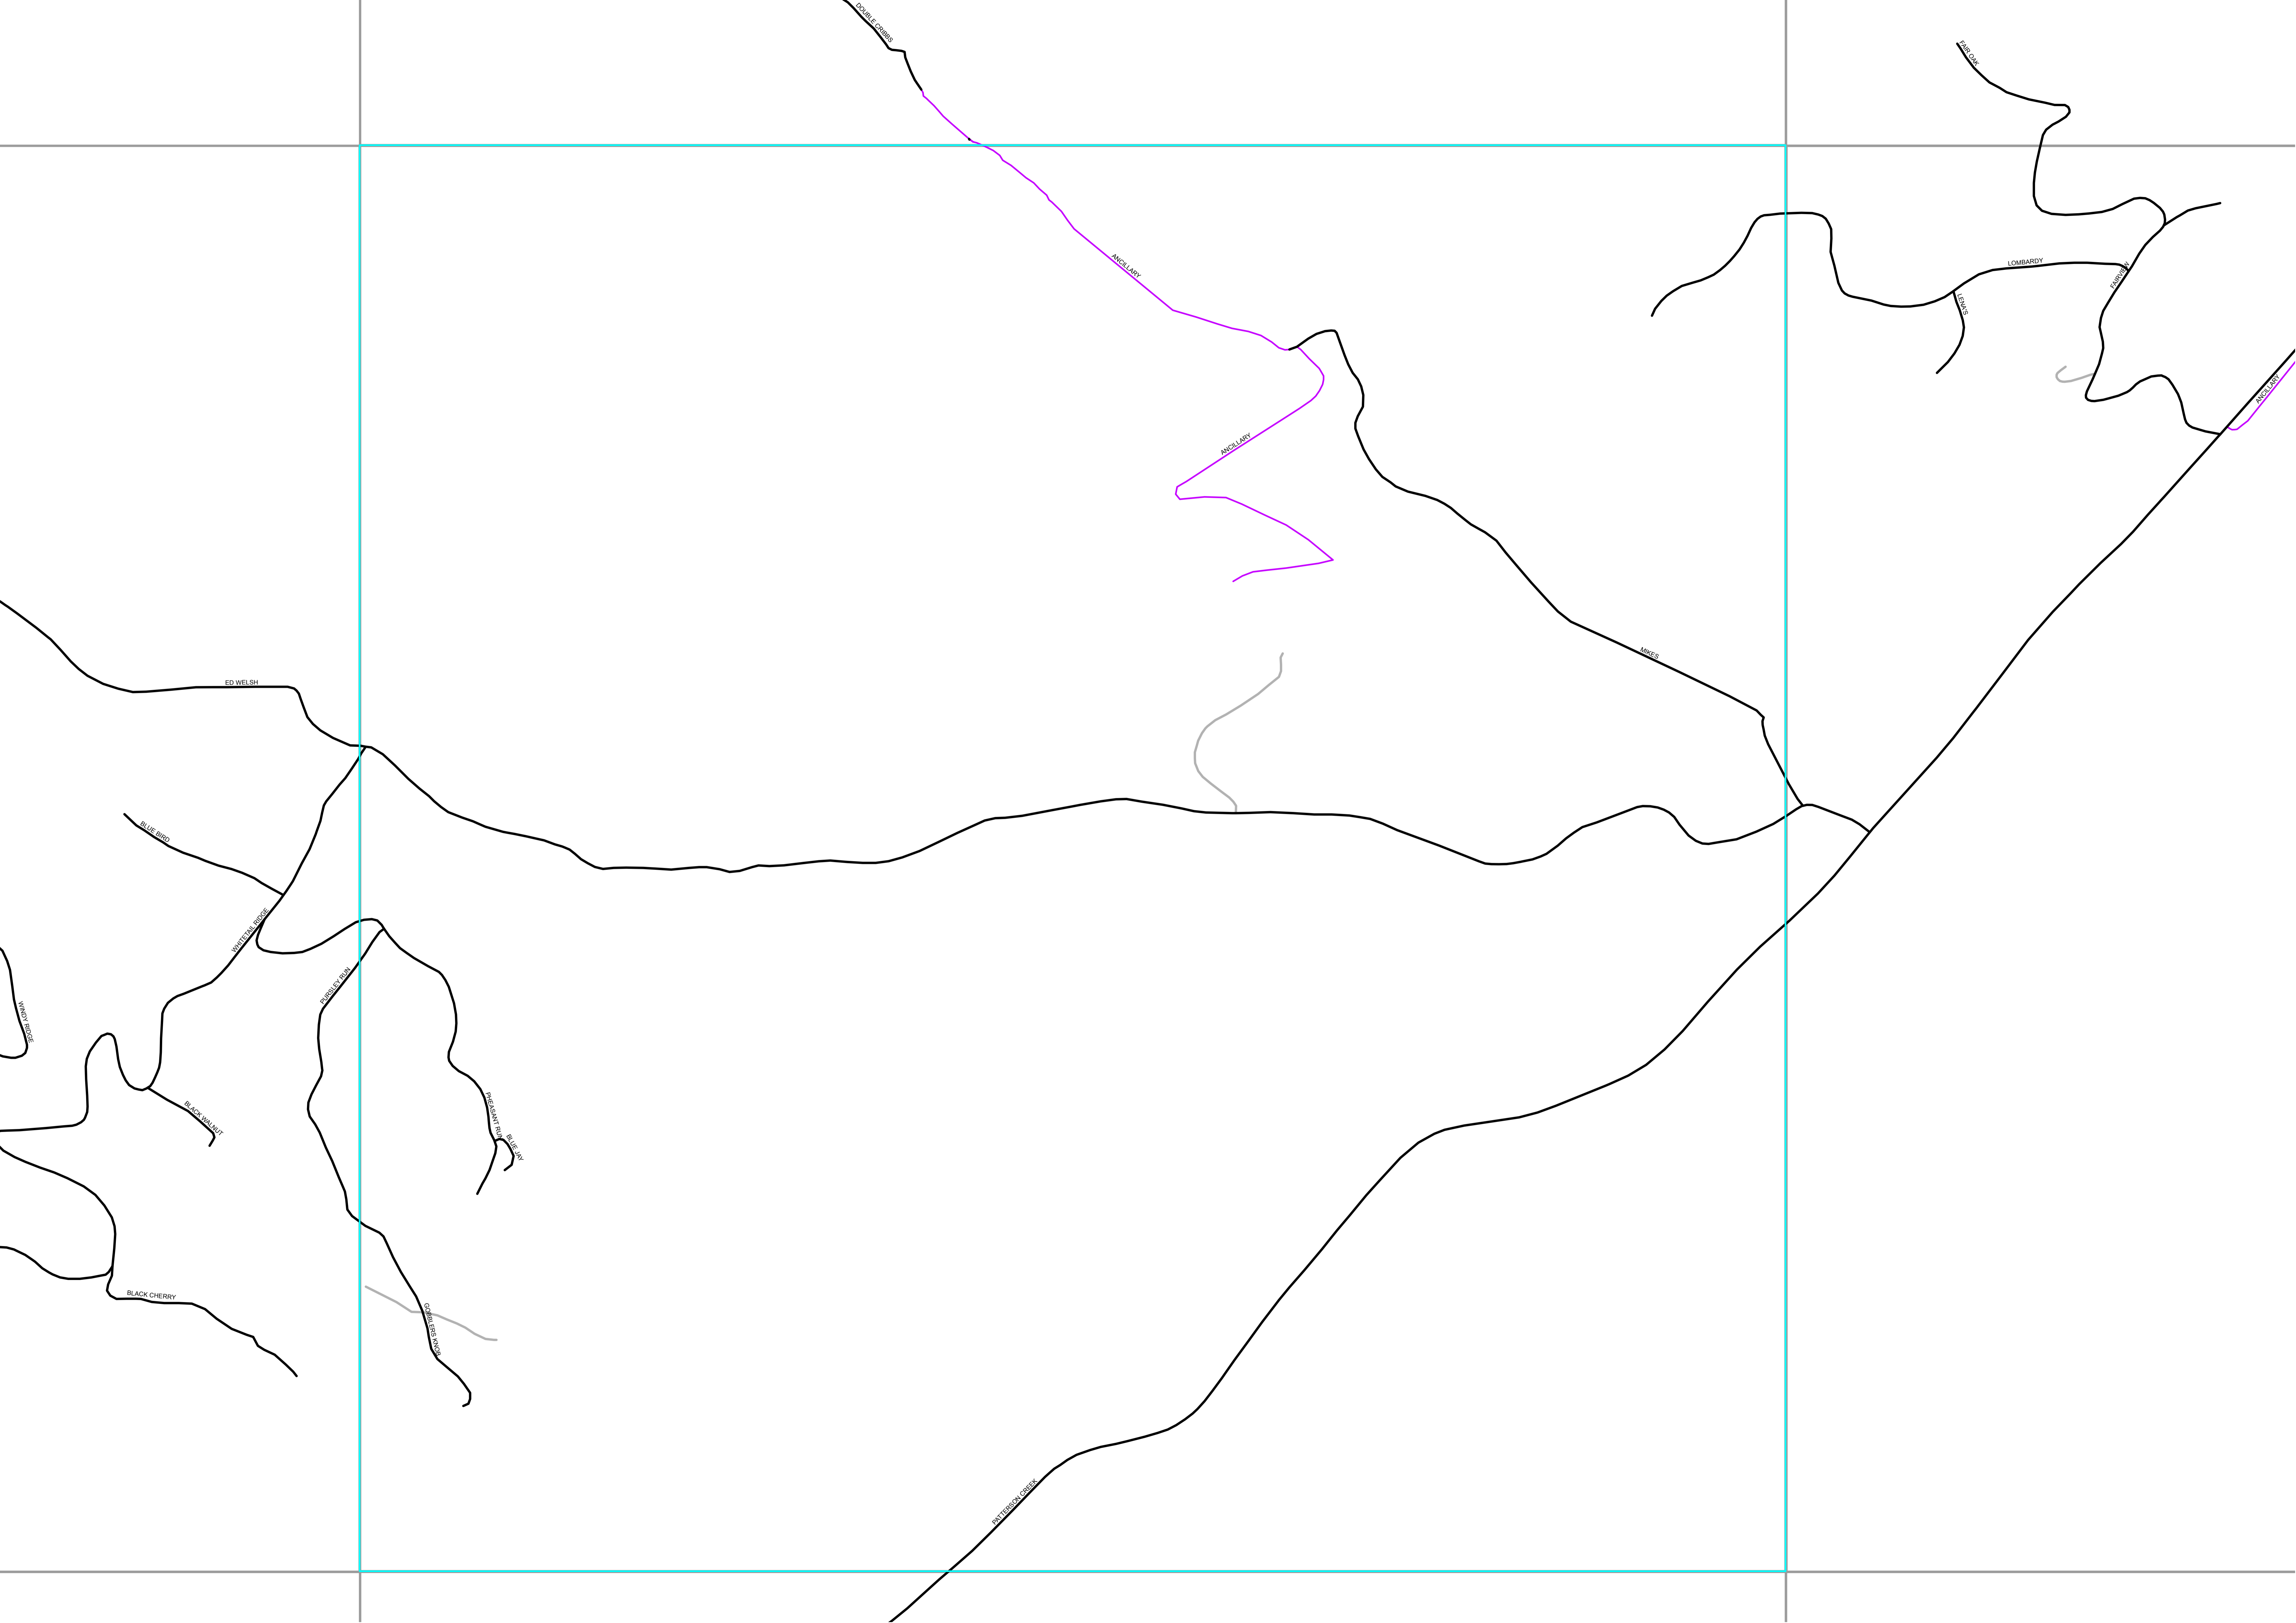 DOUBLE CRIBBS
FAIR OAK
ANCILLARY
LOMBARDY
FAIRVIEW
LENA'S
ANCILLARY
ANCILLARY
MIKES
ED WELSH
BLUE BIRD
WHITETAIL RIDGE
PURSLEY RUN
WINDY RIDGE
BLACK WALNUT
PHEASANT RUN
BLUE JAY
BLACK CHERRY
GOBBLERS KNOB
PATTERSON CREEK